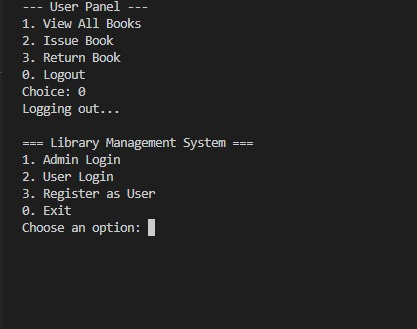 --- User Panel ---
1. View All Books
2. Issue Book
3. Return Book
0. Logout
Choice: 0
Logging out...
=== Library Management System ===
1. Admin Login
2. User Login
3. Register as User
0. Exit
Choose an option: